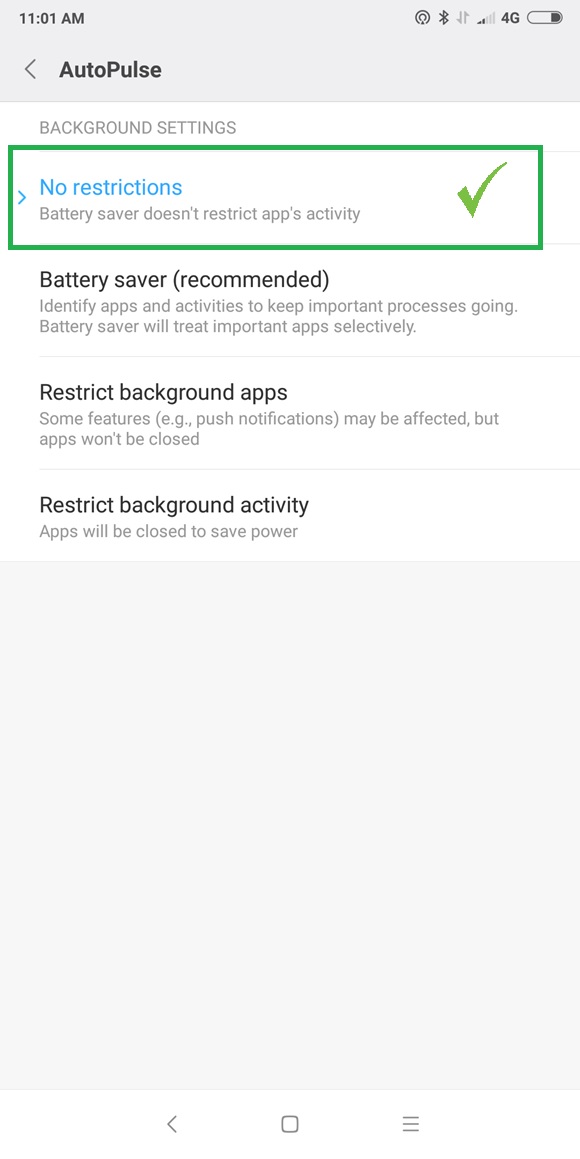 11:01 AM 4G
AutoPulse
BACKGROUND SETTINGS
No restrictions
Battery saver doesn't restrict app's activity
Battery saver (recommended)
Identify apps and activities to keep important processes going.
Battery saver will treat important apps selectively.
Restrict background apps
Some features (e.g., push notifications) may be affected, but
apps won't be closed
Restrict background activity
Apps will be closed to save power